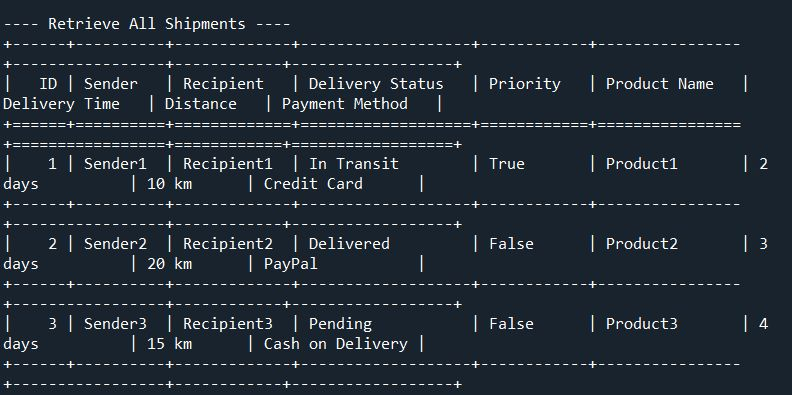 ---- Retrieve All Shipments ----
+------+----------+-------------+-------------------+------------+----------------
+-----------------+------------+------------------+
|   ID | Sender   | Recipient   | Delivery Status   | Priority   | Product Name   |
Delivery Time   | Distance   | Payment Method   |
+======+==========+=============+===================+============+================
+=================+============+==================+
|    1 | Sender1  | Recipient1  | In Transit        | True       | Product1       | 2
days          | 10 km      | Credit Card      |
+------+----------+-------------+-------------------+------------+----------------
+-----------------+------------+------------------+
|    2 | Sender2  | Recipient2  | Delivered         | False      | Product2       | 3
days          | 20 km      | PayPal           |
+------+----------+-------------+-------------------+------------+----------------
+-----------------+------------+------------------+
|    3 | Sender3  | Recipient3  | Pending           | False      | Product3       | 4
days          | 15 km      | Cash on Delivery |
+------+----------+-------------+-------------------+------------+----------------
+-----------------+------------+------------------+